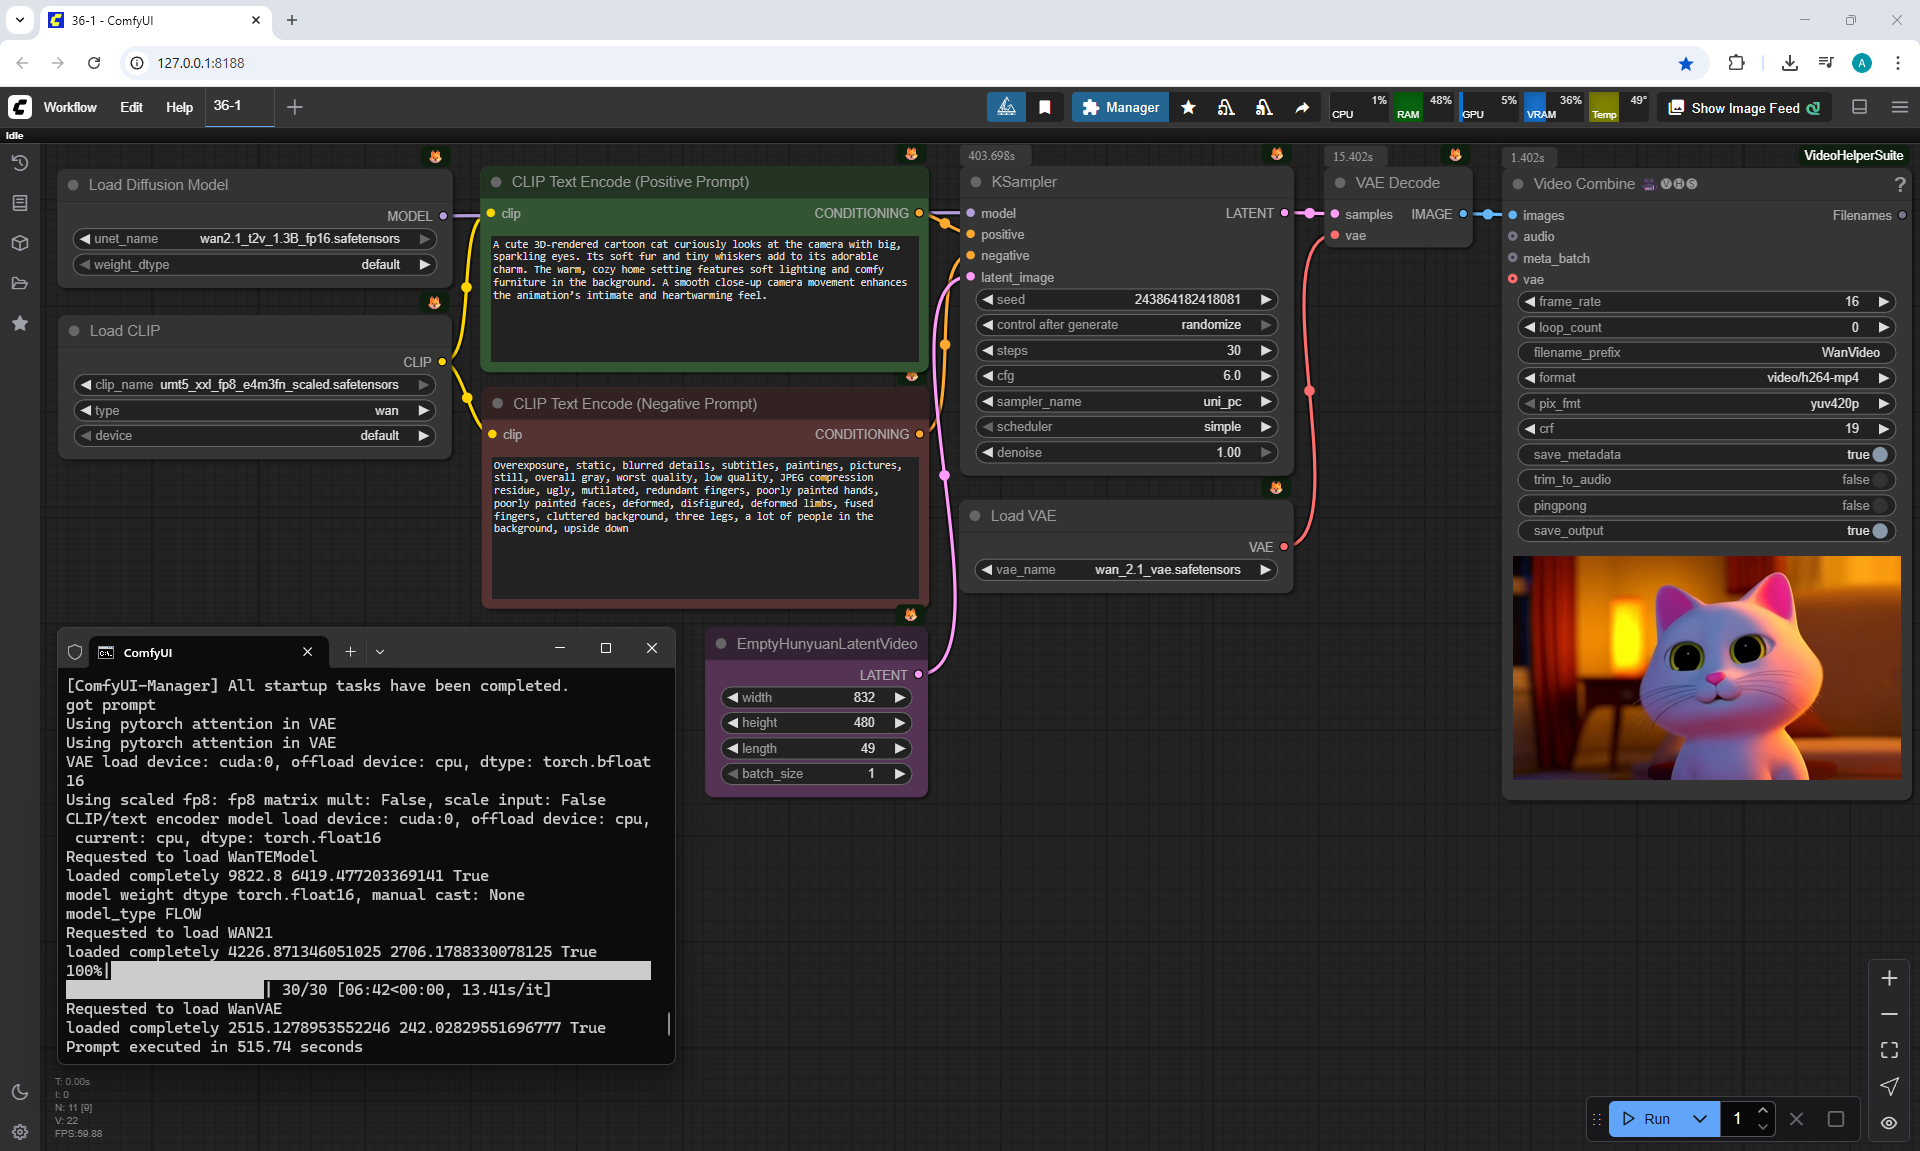 36-1 - ComfyUI
127.0.0.1:8188
A
Workflow
Edit
Help
36-1
Manager
CPU 1%
RAM 48%
GPU 5%
VRAM 36%
Temp 49°
Show Image Feed
Idle
Load Diffusion Model
MODEL
unet_name wan2.1_t2v_1.3B_fp16.safetensors
weight_dtype default
Load CLIP
CLIP
clip_name umt5_xxl_fp8_e4m3fn_scaled.safetensors
type wan
device default
CLIP Text Encode (Positive Prompt)
clip CONDITIONING
A cute 3D-rendered cartoon cat curiously looks at the camera with big,
sparkling eyes. Its soft fur and tiny whiskers add to its adorable
charm. The warm, cozy home setting features soft lighting and comfy
furniture in the background. A smooth close-up camera movement enhances
the animation's intimate and heartwarming feel.
CLIP Text Encode (Negative Prompt)
clip CONDITIONING
Overexposure, static, blurred details, subtitles, paintings, pictures,
still, overall gray, worst quality, low quality, JPEG compression
residue, ugly, mutilated, redundant fingers, poorly painted hands,
poorly painted faces, deformed, disfigured, deformed limbs, fused
fingers, cluttered background, three legs, a lot of people in the
background, upside down
403.698s
KSampler
model LATENT
positive
negative
latent_image
seed 243864182418081
control after generate randomize
steps 30
cfg 6.0
sampler_name uni_pc
scheduler simple
denoise 1.00
Load VAE
VAE
vae_name wan_2.1_vae.safetensors
15.402s
VAE Decode
samples IMAGE
vae
1.402s
VideoHelperSuite
Video Combine VHS ?
images Filenames
audio
meta_batch
vae
frame_rate 16
loop_count 0
filename_prefix WanVideo
format video/h264-mp4
pix_fmt yuv420p
crf 19
save_metadata true
trim_to_audio false
pingpong false
save_output true
EmptyHunyuanLatentVideo
LATENT
width 832
height 480
length 49
batch_size 1
ComfyUI
[ComfyUI-Manager] All startup tasks have been completed.
got prompt
Using pytorch attention in VAE
Using pytorch attention in VAE
VAE load device: cuda:0, offload device: cpu, dtype: torch.bfloat
16
Using scaled fp8: fp8 matrix mult: False, scale input: False
CLIP/text encoder model load device: cuda:0, offload device: cpu,
current: cpu, dtype: torch.float16
Requested to load WanTEModel
loaded completely 9822.8 6419.477203369141 True
model weight dtype torch.float16, manual cast: None
model_type FLOW
Requested to load WAN21
loaded completely 4226.871346051025 2706.1788330078125 True
100%|
| 30/30 [06:42<00:00, 13.41s/it]
Requested to load WanVAE
loaded completely 2515.1278953552246 242.02829551696777 True
Prompt executed in 515.74 seconds
T: 0.00s
I: 0
N: 11 [9]
V: 22
FPS:59.88
Run
1